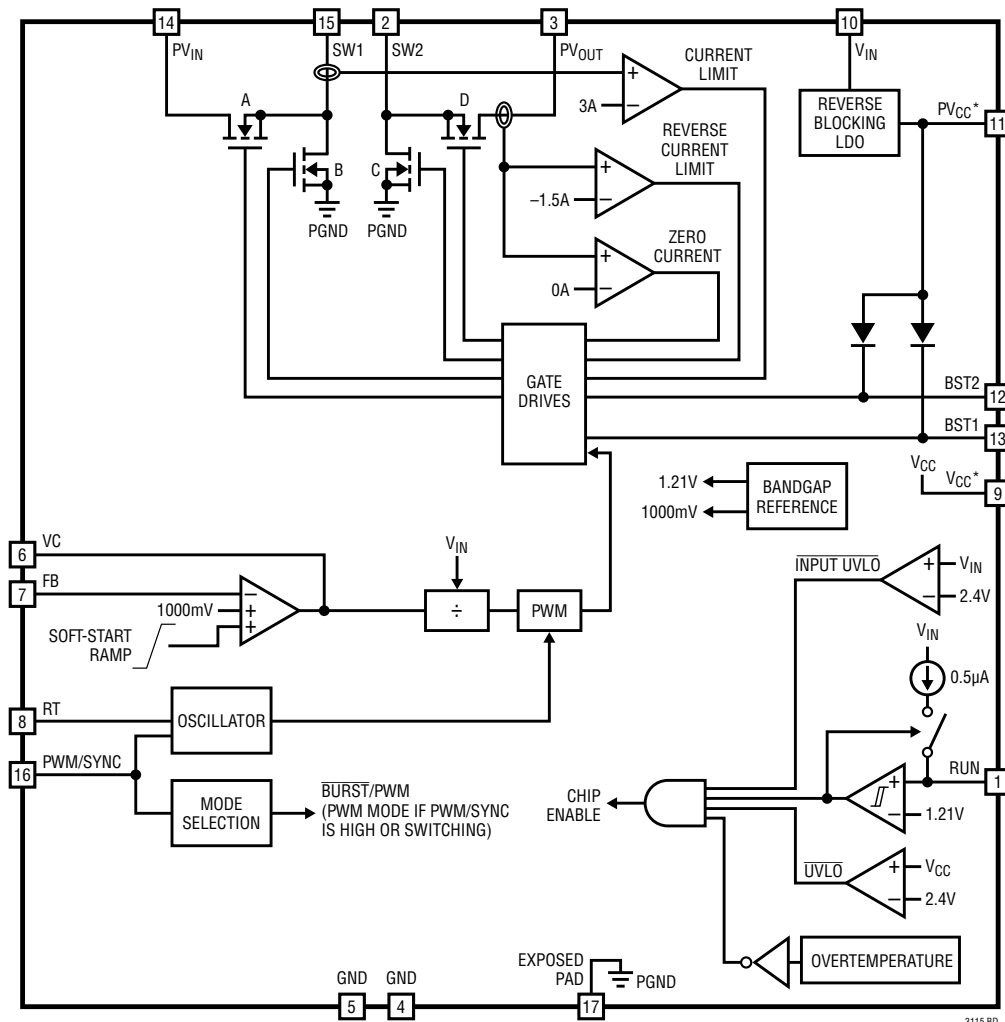 14
15
2
3
10
PVIN
SW1
SW2
PVOUT
VIN
CURRENT
LIMIT
A
D
+
3A
–
REVERSE
BLOCKING
LDO
PVCC*
11
REVERSE
CURRENT
LIMIT
B
C
+
–1.5A
–
PGND
PGND
ZERO
CURRENT
+
0A
–
GATE
DRIVES
BST2
12
BST1
13
VCC
VCC*
9
1.21V
1000mV
BANDGAP
REFERENCE
6
VC
7
FB
VIN
INPUT UVLO
+
VIN
–
2.4V
1000mV
–
+
+
÷
PWM
SOFT-START
RAMP
VIN
0.5µA
8
RT
OSCILLATOR
16
PWM/SYNC
RUN
1
MODE
SELECTION
BURST/PWM
(PWM MODE IF PWM/SYNC
IS HIGH OR SWITCHING)
CHIP
ENABLE
+
–
1.21V
UVLO
+
VCC
–
2.4V
OVERTEMPERATURE
GND
GND
EXPOSED
PAD
PGND
5
4
17
3115 BD